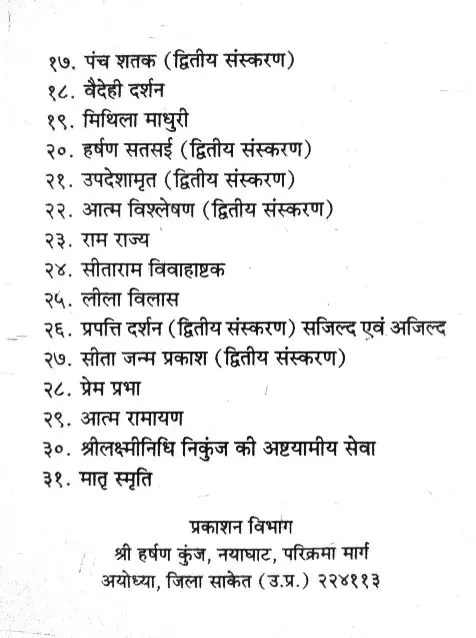 १७. पंच शतक (द्वितीय संस्करण)
१८. वैदेही दर्शन
१९. मिथिला माधुरी
२०. हर्षण सतसई (द्वितीय संस्करण)
२१. उपदेशामृत (द्वितीय संस्करण)
२२. आत्म विश्लेषण (द्वितीय संस्करण)
२३. राम राज्य
२४. सीताराम विवाहाष्टक
२५. लीला विलास
२६. प्रपत्ति दर्शन (द्वितीय संस्करण) सजिल्द एवं अजिल्द
२७. सीता जन्म प्रकाश (द्वितीय संस्करण)
२८. प्रेम प्रभा
२९. आत्म रामायण
३०. श्रीलक्ष्मीनिधि निकुंज की अष्टयामीय सेवा
३१. मातृ स्मृति
प्रकाशन विभाग
श्री हर्षण कुंज, नयाघाट, परिक्रमा मार्ग
अयोध्या, जिला साकेत (उ.प्र.) २२४११३